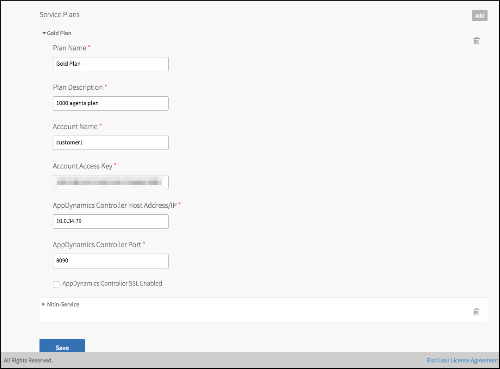 Service Plans
Add
Gold Plan
Plan Name *
Gold Plan
Plan Description *
1000 agents plan
Account Name *
customer1
Account Access Key *
AppDynamics Controller Host Address/IP *
10.0.34.79
AppDynamics Controller Port *
8090
AppDynamics Controller SSL Enabled
Nitin-Service
Save
All Rights Reserved.
End User License Agreement